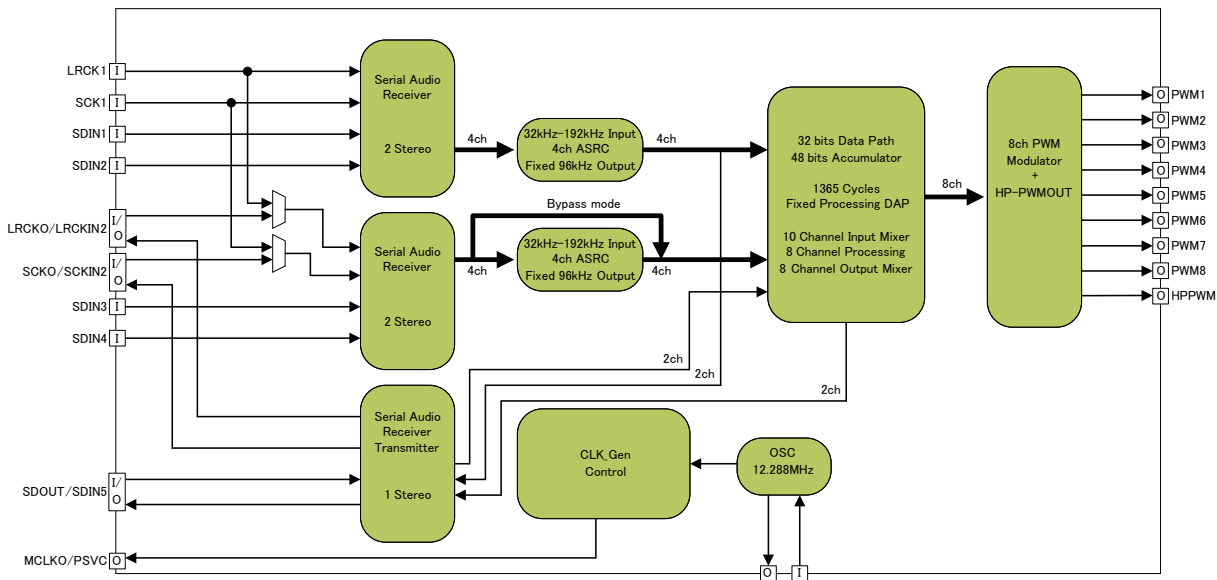 LRCK1
I
SCK1
I
SDIN1
I
SDIN2
I
LRCKO/LRCKIN2
I/
O
SCKO/SCKIN2
I/
O
SDIN3
I
SDIN4
I
SDOUT/SDIN5
I/
O
MCLKO/PSVC
O
Serial Audio
Receiver
2 Stereo
4ch
32kHz-192kHz Input
4ch ASRC
Fixed 96kHz Output
4ch
Serial Audio
Receiver
2 Stereo
Bypass mode
4ch
32kHz-192kHz Input
4ch ASRC
Fixed 96kHz Output
4ch
Serial Audio
Receiver
Transmitter
1 Stereo
2ch
2ch
2ch
CLK_Gen
Control
OSC
12.288MHz
O
I
32 bits Data Path
48 bits Accumulator
1365 Cycles
Fixed Processing DAP
10 Channel Input Mixer
8 Channel Processing
8 Channel Output Mixer
8ch
8ch PWM
Modulator
+
HP-PWMOUT
O
PWM1
O
PWM2
O
PWM3
O
PWM4
O
PWM5
O
PWM6
O
PWM7
O
PWM8
O
HPPWM